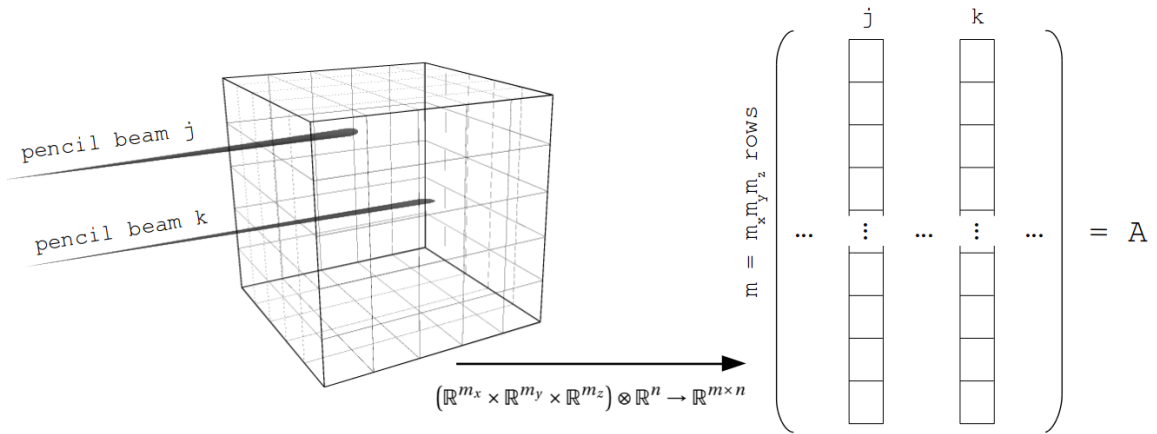 pencil beam j
pencil beam k
(ℝ^{m_x} × ℝ^{m_y} × ℝ^{m_z}) ⊗ ℝ^n → ℝ^{m×n}
m = m_x m_y m_z rows
j k
... ⋮ ... ⋮ ...
= A